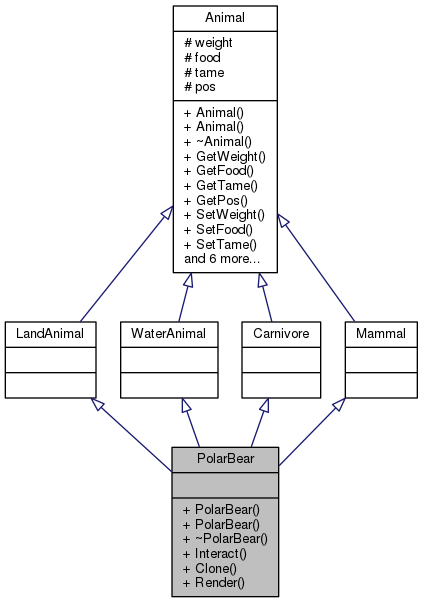 Animal
# weight
# food
# tame
# pos
+ Animal()
+ Animal()
+ ~Animal()
+ GetWeight()
+ GetFood()
+ GetTame()
+ GetPos()
+ SetWeight()
+ SetFood()
+ SetTame()
and 6 more...
LandAnimal
WaterAnimal
Carnivore
Mammal
PolarBear
+ PolarBear()
+ PolarBear()
+ ~PolarBear()
+ Interact()
+ Clone()
+ Render()